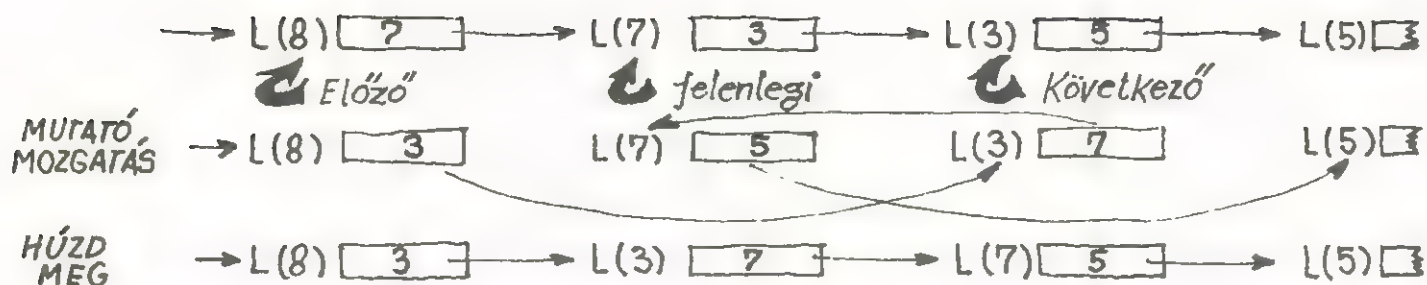 L(8) 7 L(7) 3 L(3) 5 L(5)
Előző jelenlegi Következő
MUTATÓ
MOZGATÁS
L(8) 3 L(7) 5 L(3) 7 L(5)
HÚZD
MEG
L(8) 3 L(3) 7 L(7) 5 L(5)